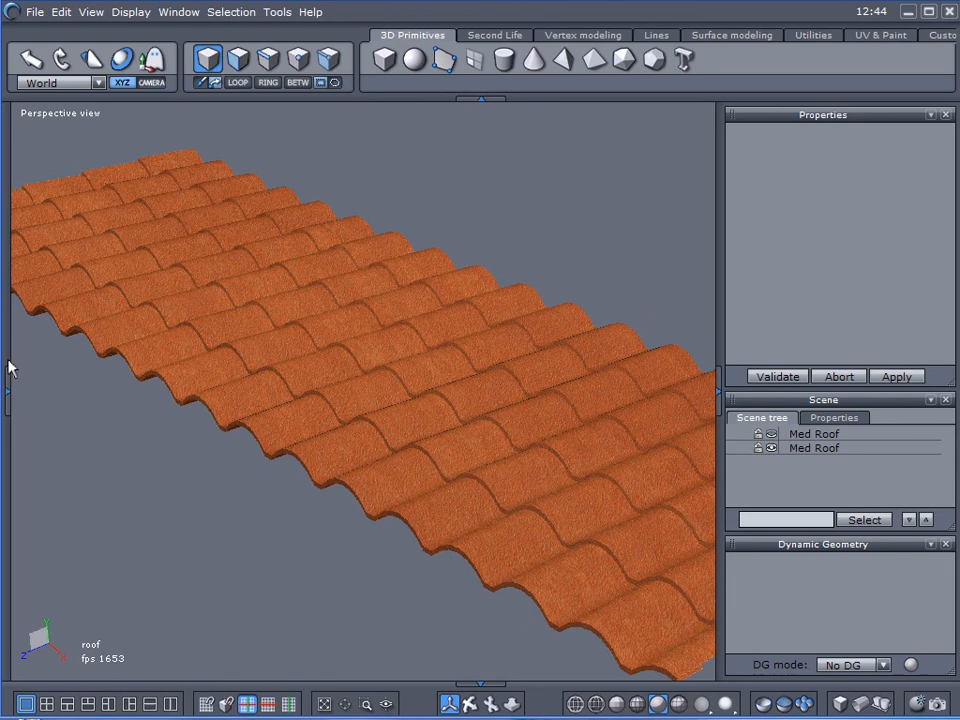 File Edit View Display Window Selection Tools Help 12:44
3D Primitives Second Life Vertex modeling Lines Surface modeling Utilities UV & Paint Custo
World XYZ CAMERA LOOP RING BETW
Perspective view
Properties
Validate Abort Apply
Scene
Scene tree Properties
Med Roof
Med Roof
Select
Dynamic Geometry
DG mode: No DG
Y
Z X
roof
fps 1653